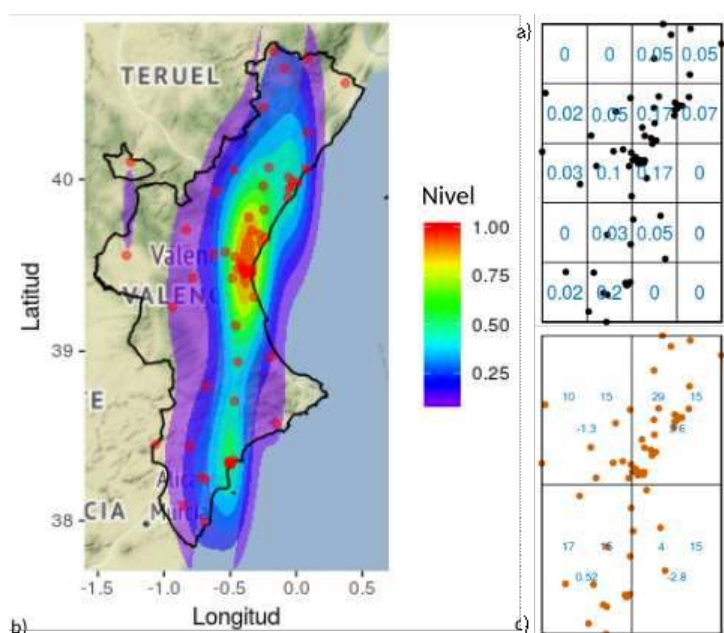 a)
0 0 0.05 0.05
0.02 0.05 0.17 0.07
0.03 0.1 0.17 0
0 0.03 0.05 0
0.02 0.2 0 0
TERUEL
40
39
38
Latitud
Valen
VALENC
E
CIA
Alica
Murcia
-1.5 -1.0 -0.5 0.0 0.5
Longitud
b)
Nivel
1.00
0.75
0.50
0.25
10 15 29 15
-1.3
17 15 4 15
0.52 -2.8
c)